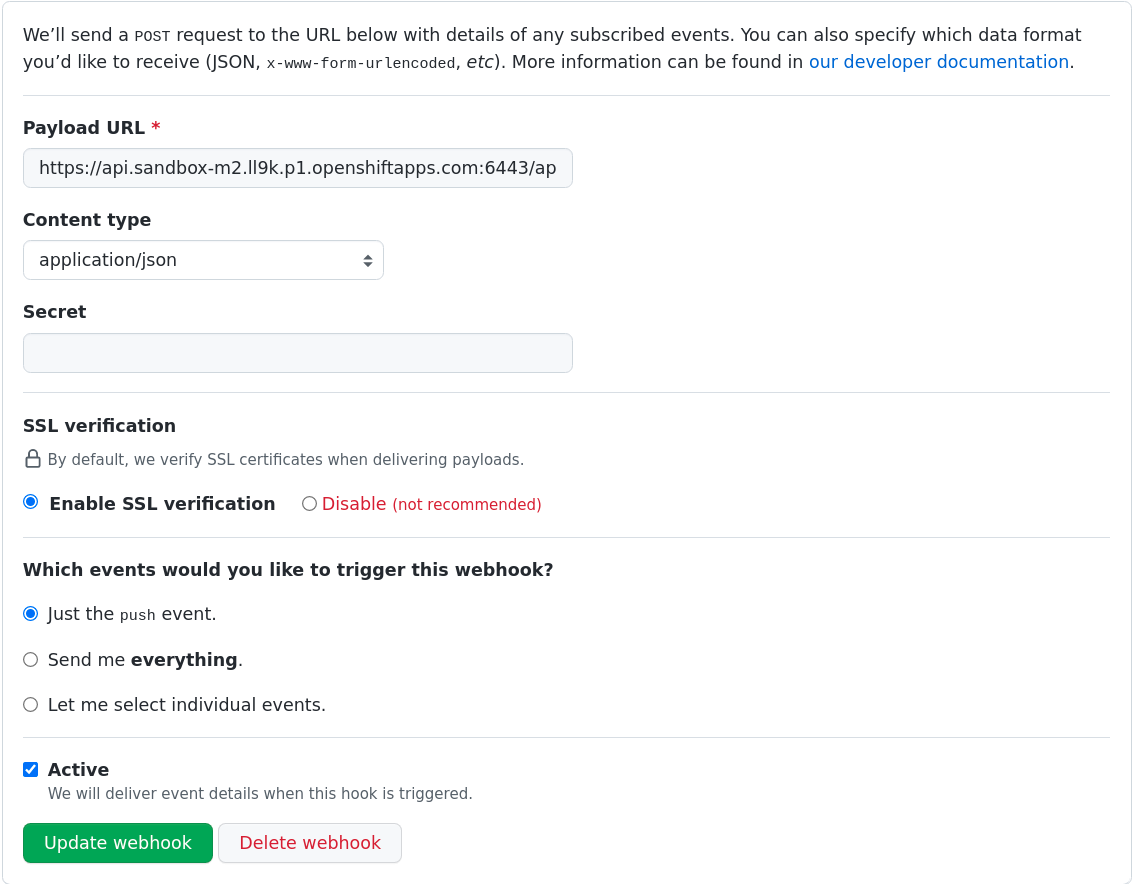 We’ll send a POST request to the URL below with details of any subscribed events. You can also specify which data format
you’d like to receive (JSON, x-www-form-urlencoded, etc). More information can be found in our developer documentation.
Payload URL *
https://api.sandbox-m2.ll9k.p1.openshiftapps.com:6443/ap
Content type
application/json
Secret
SSL verification
By default, we verify SSL certificates when delivering payloads.
Enable SSL verification Disable (not recommended)
Which events would you like to trigger this webhook?
Just the push event.
Send me everything.
Let me select individual events.
Active
We will deliver event details when this hook is triggered.
Update webhook Delete webhook